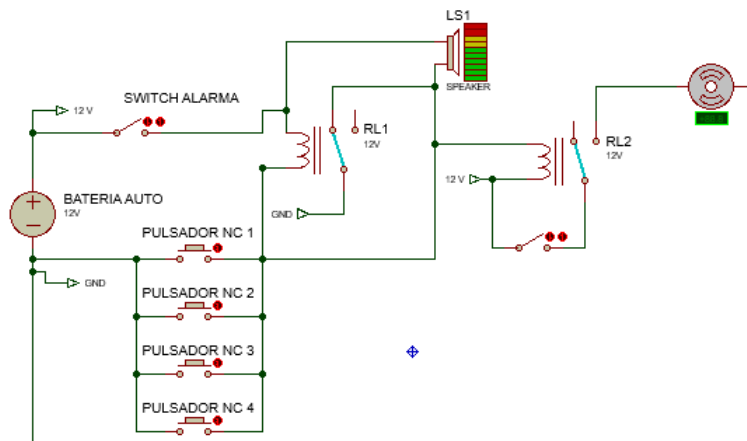 LS1
SPEAKER
12 V
SWITCH ALARMA
RL1
12V
RL2
12V
12 V
BATERIA AUTO
12V
GND
PULSADOR NC 1
GND
PULSADOR NC 2
PULSADOR NC 3
PULSADOR NC 4